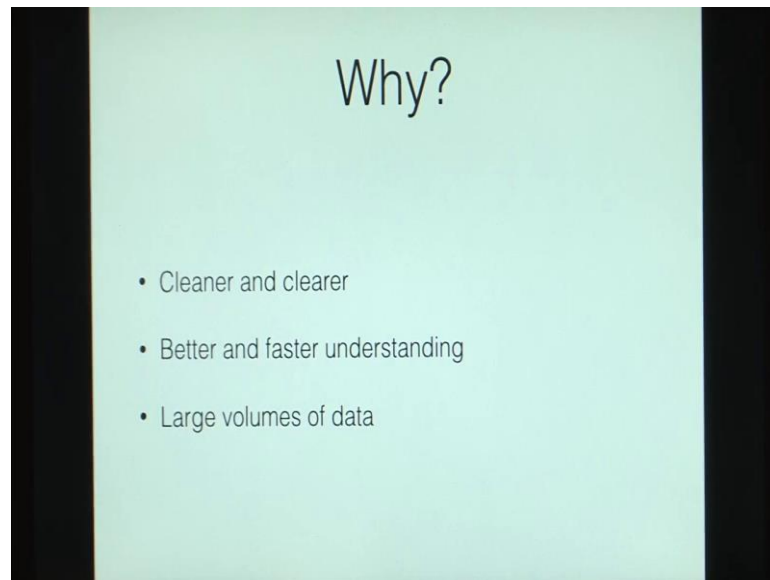 Why?
• Cleaner and clearer
• Better and faster understanding
• Large volumes of data